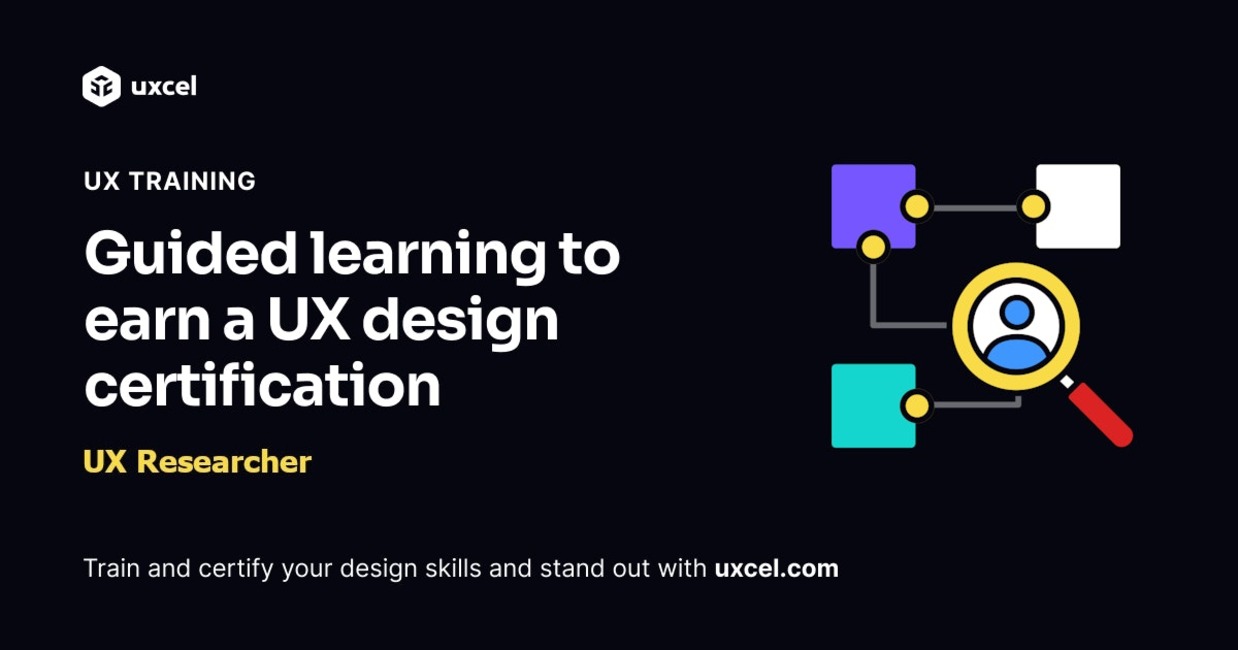 uxcel
UX TRAINING
Guided learning to
earn a UX design
certification
UX Researcher
Train and certify your design skills and stand out with uxcel.com